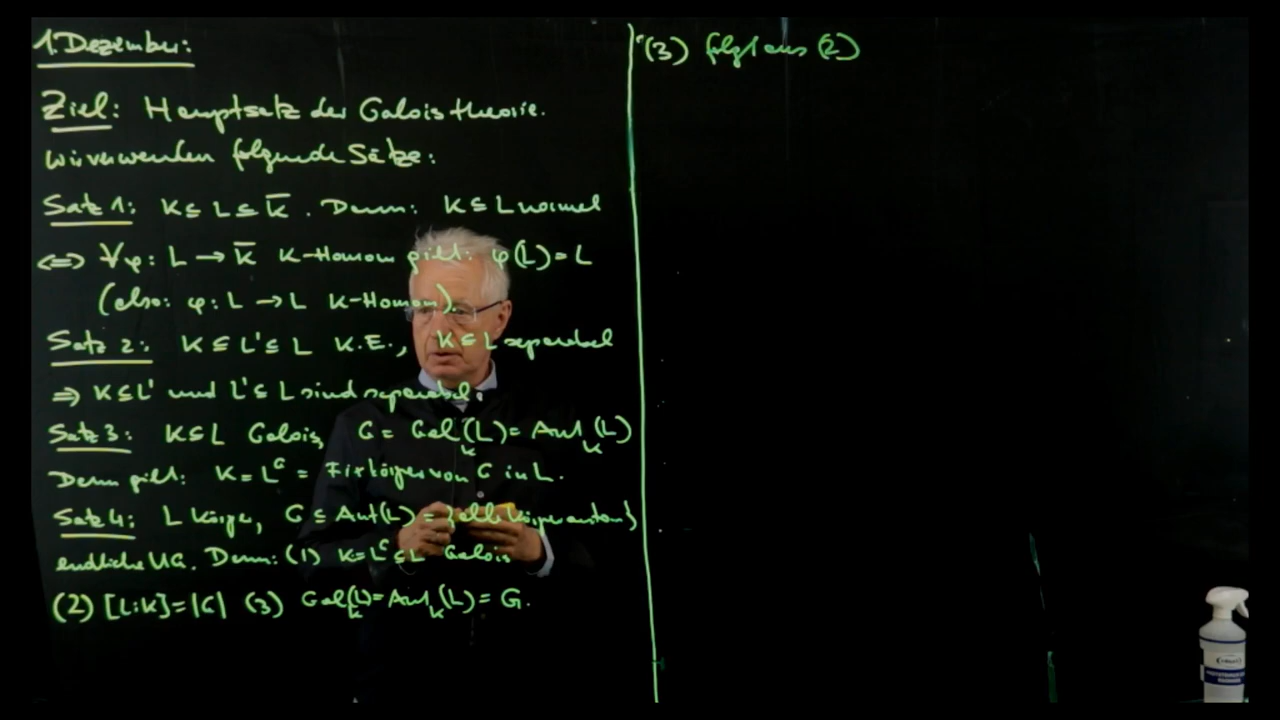 1. Dezember:
Ziel: Hauptsatz der Galoistheorie.
Wir verwenden folgende Sätze:
Satz 1: K ⊆ L ⊆ K̅. Dann: K ⊆ L normal
⟺ ∀φ: L → K̅ K-Homom gilt: φ(L) = L
(also: φ: L → L K-Homom).
Satz 2: K ⊆ L' ⊆ L K.E., K ⊆ L separabel
⇒ K ⊆ L' und L' ⊆ L sind separabel.
Satz 3: K ⊆ L Galois, G = Gal_K(L) = Aut_K(L)
Dann gilt: K = L^G = Fixkörper von G in L.
Satz 4: L Körper, G ⊆ Aut(L) = {alle Körperautom}
endliche UG. Dann: (1) K = L^G ⊆ L Galois
(2) [L:K] = |G| (3) Gal_K(L) = Aut_K(L) = G.
(3) folgt aus (2)